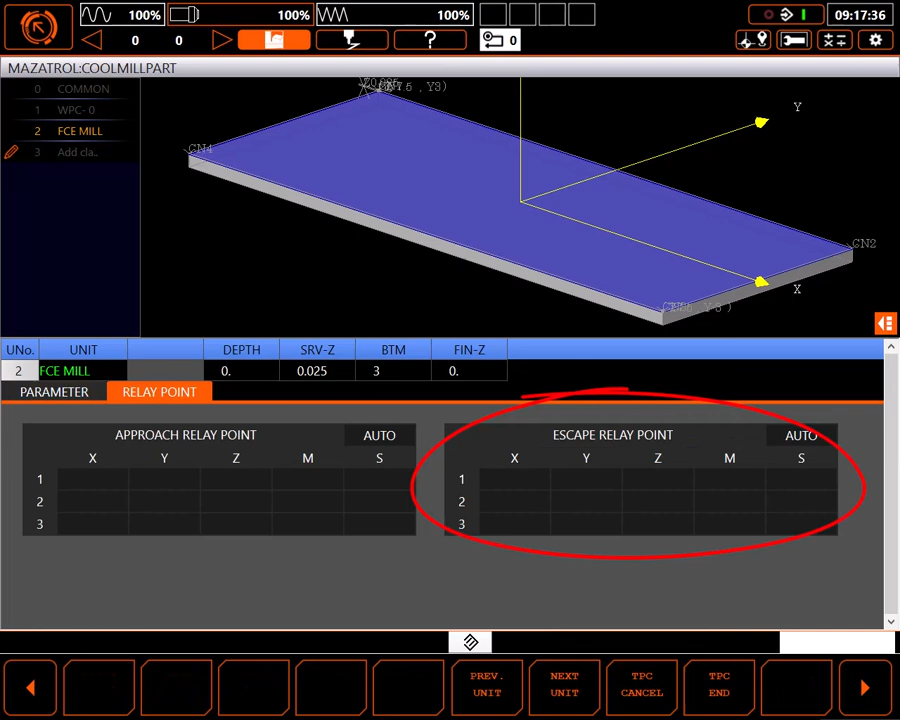 100% 100% 100% 09:17:36
0 0 ? 0
MAZATROL:COOLMILLPART
0 COMMON
1 WPC- 0
2 FCE MILL
3 Add cla..
CN4
Y
CN2
X
UNo. UNIT DEPTH SRV-Z BTM FIN-Z
2 FCE MILL 0. 0.025 3 0.
PARAMETER RELAY POINT
APPROACH RELAY POINT AUTO ESCAPE RELAY POINT AUTO
X Y Z M S X Y Z M S
1 1
2 2
3 3
PREV. UNIT NEXT UNIT TPC CANCEL TPC END